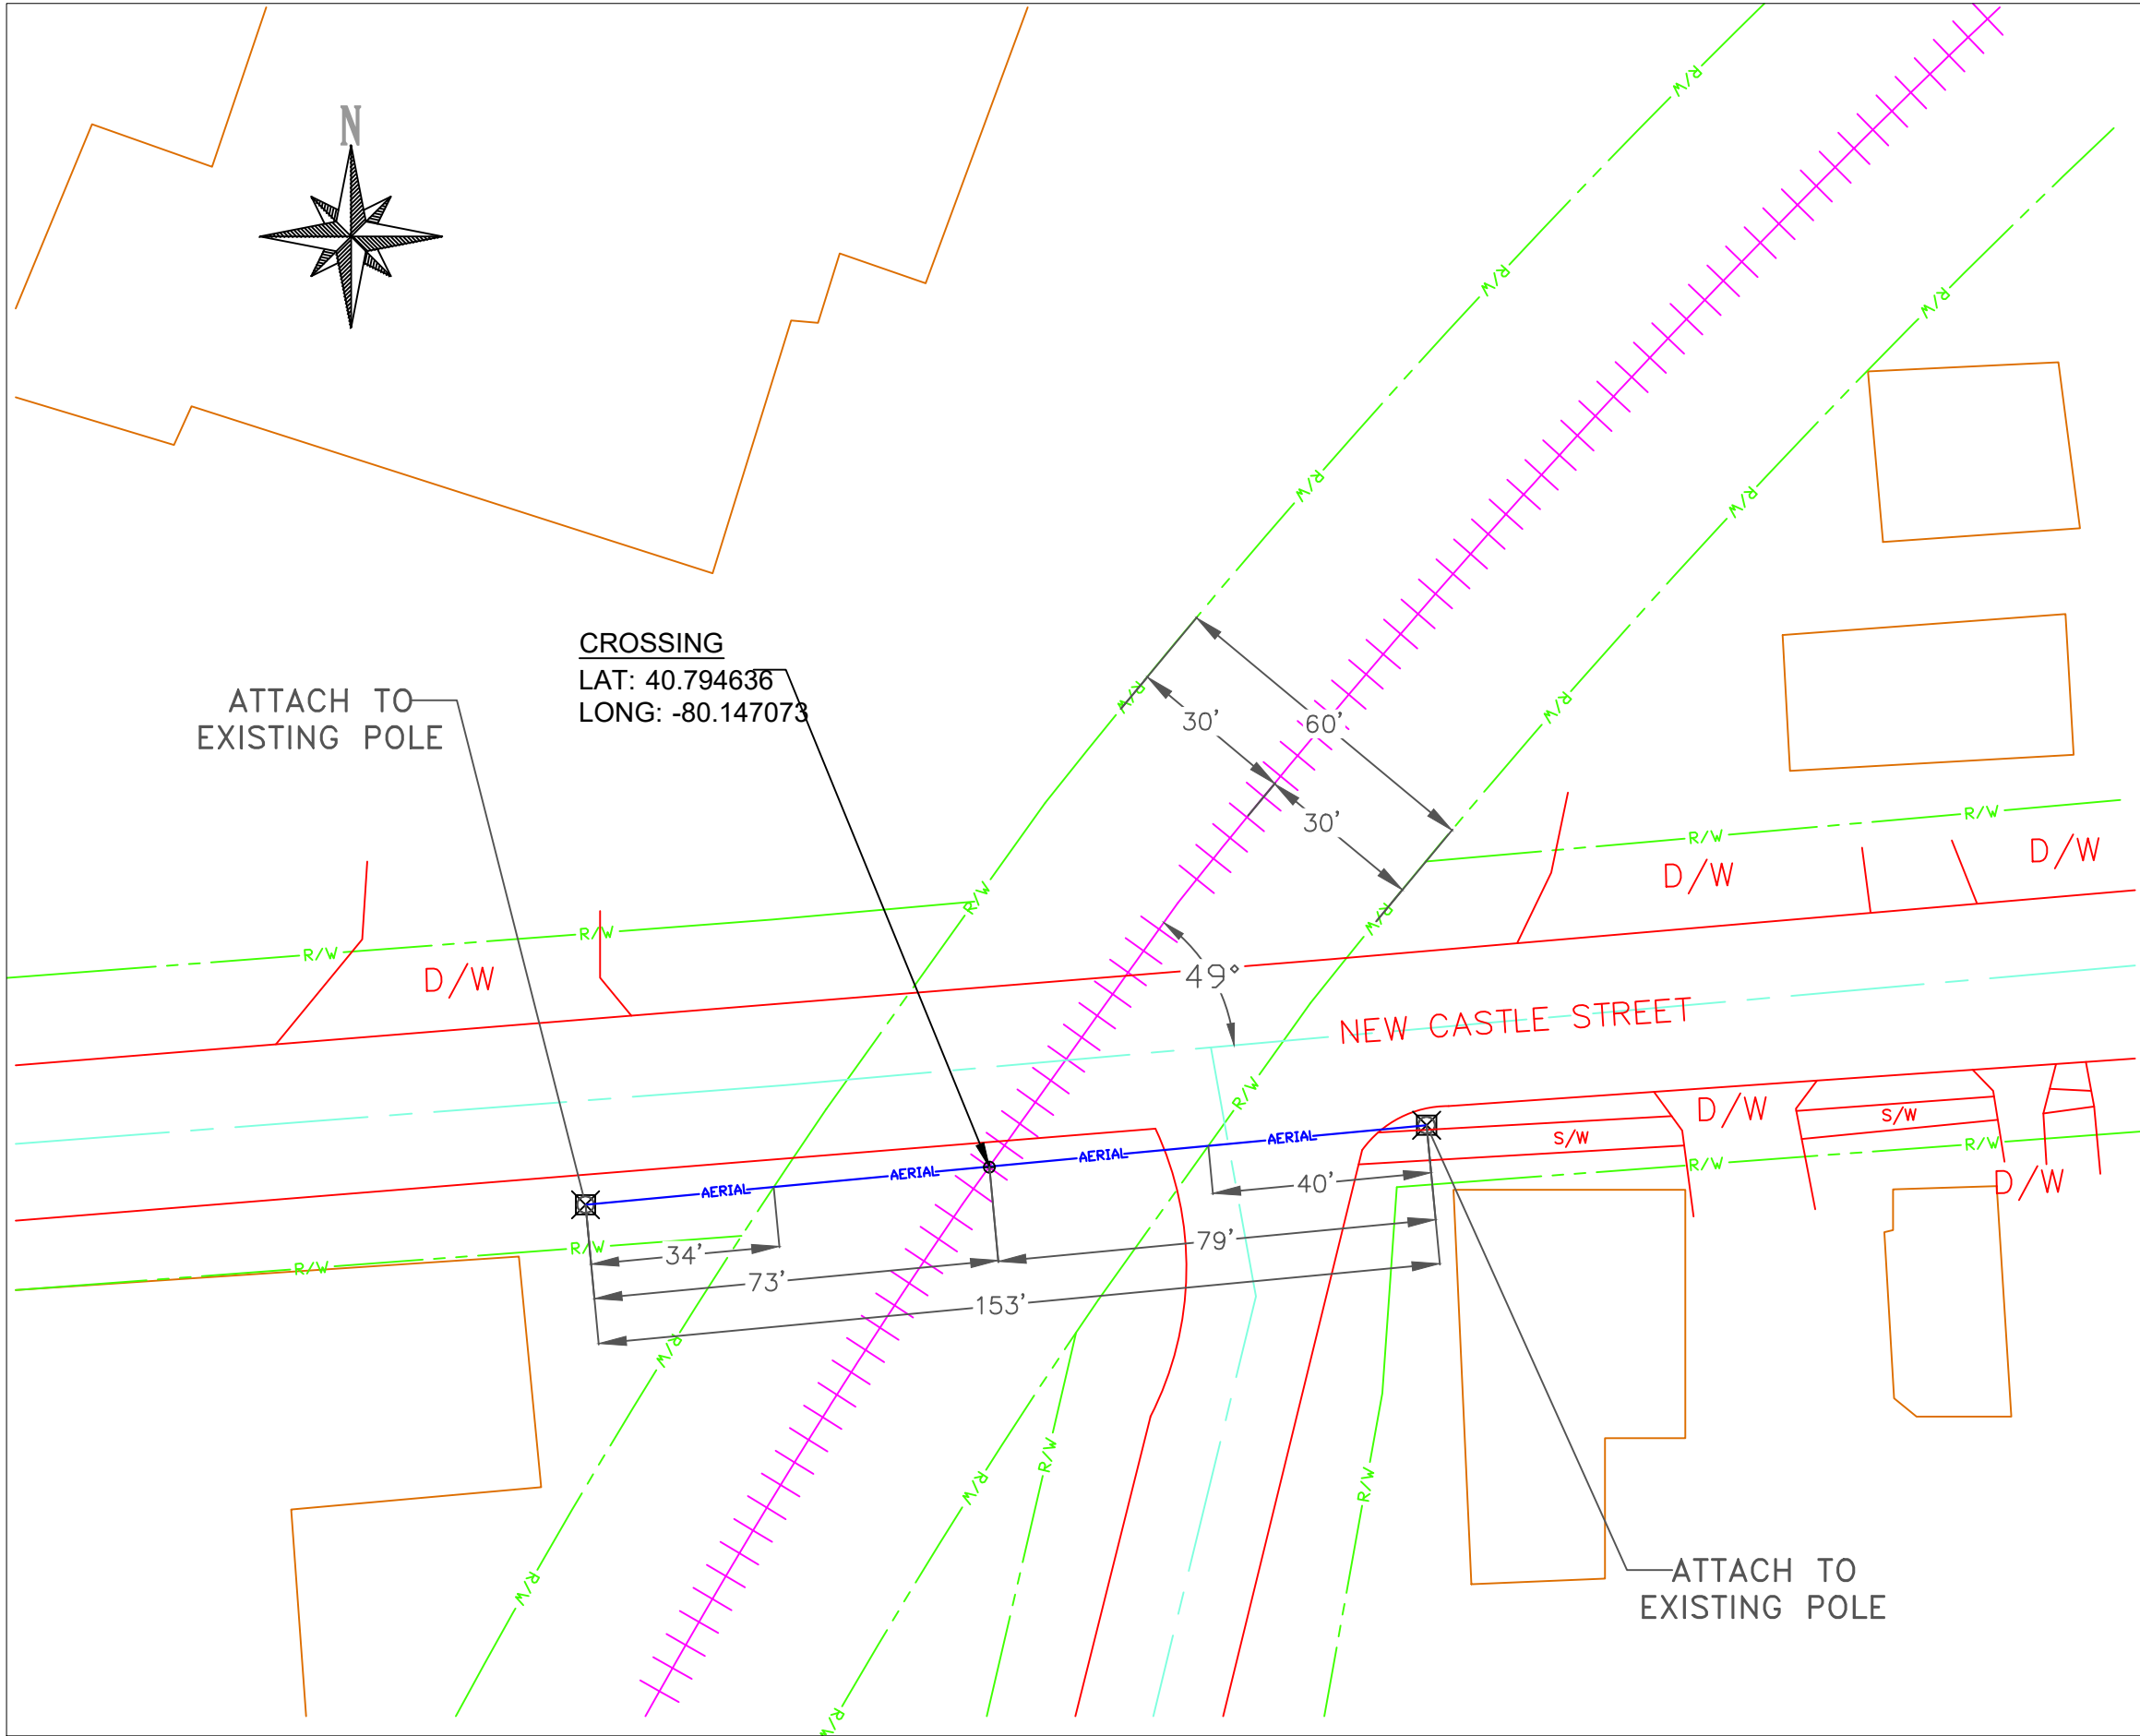 N
R/W
R/W
R/W
R/W
R/W
R/W
CROSSING
LAT: 40.794636
LONG: -80.147073
ATTACH TO
EXISTING POLE
R/W
R/W
60'
30'
30'
R/W
R/W
R/W
R/W
D/W
D/W
R/W
R/W
R/W
D/W
49°
NEW CASTLE STREET
R/W
D/W
S/W
S/W
AERIAL
AERIAL
AERIAL
AERIAL
R/W
R/W
D/W
40'
34'
79'
73'
153'
R/W
R/W
R/W
R/W
R/W
R/W
R/W
R/W
ATTACH TO
EXISTING POLE